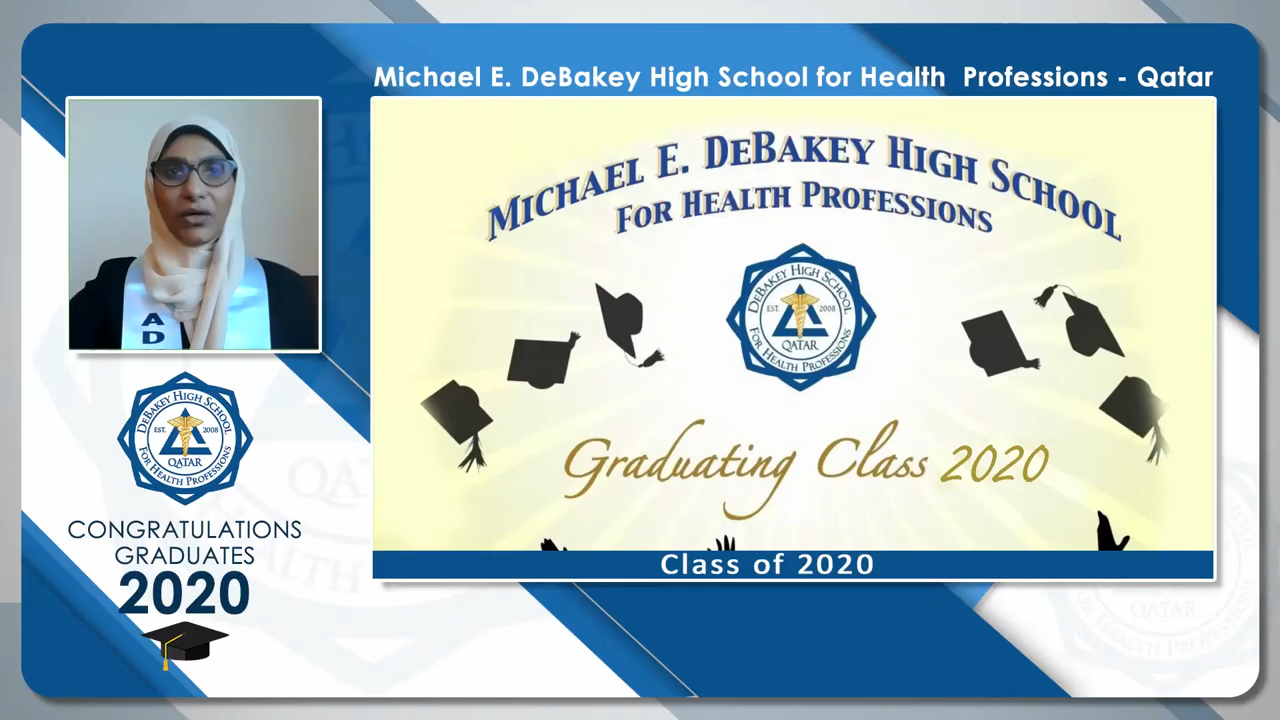 Michael E. DeBakey High School for Health Professions - Qatar
A
D
DEBAKEY HIGH SCHOOL
EST. 2008
QATAR
FOR HEALTH PROFESSIONS
CONGRATULATIONS
GRADUATES
2020
MICHAEL E. DEBAKEY HIGH SCHOOL
FOR HEALTH PROFESSIONS
DEBAKEY HIGH SCHOOL
EST. 2008
QATAR
FOR HEALTH PROFESSIONS
Graduating Class 2020
Class of 2020